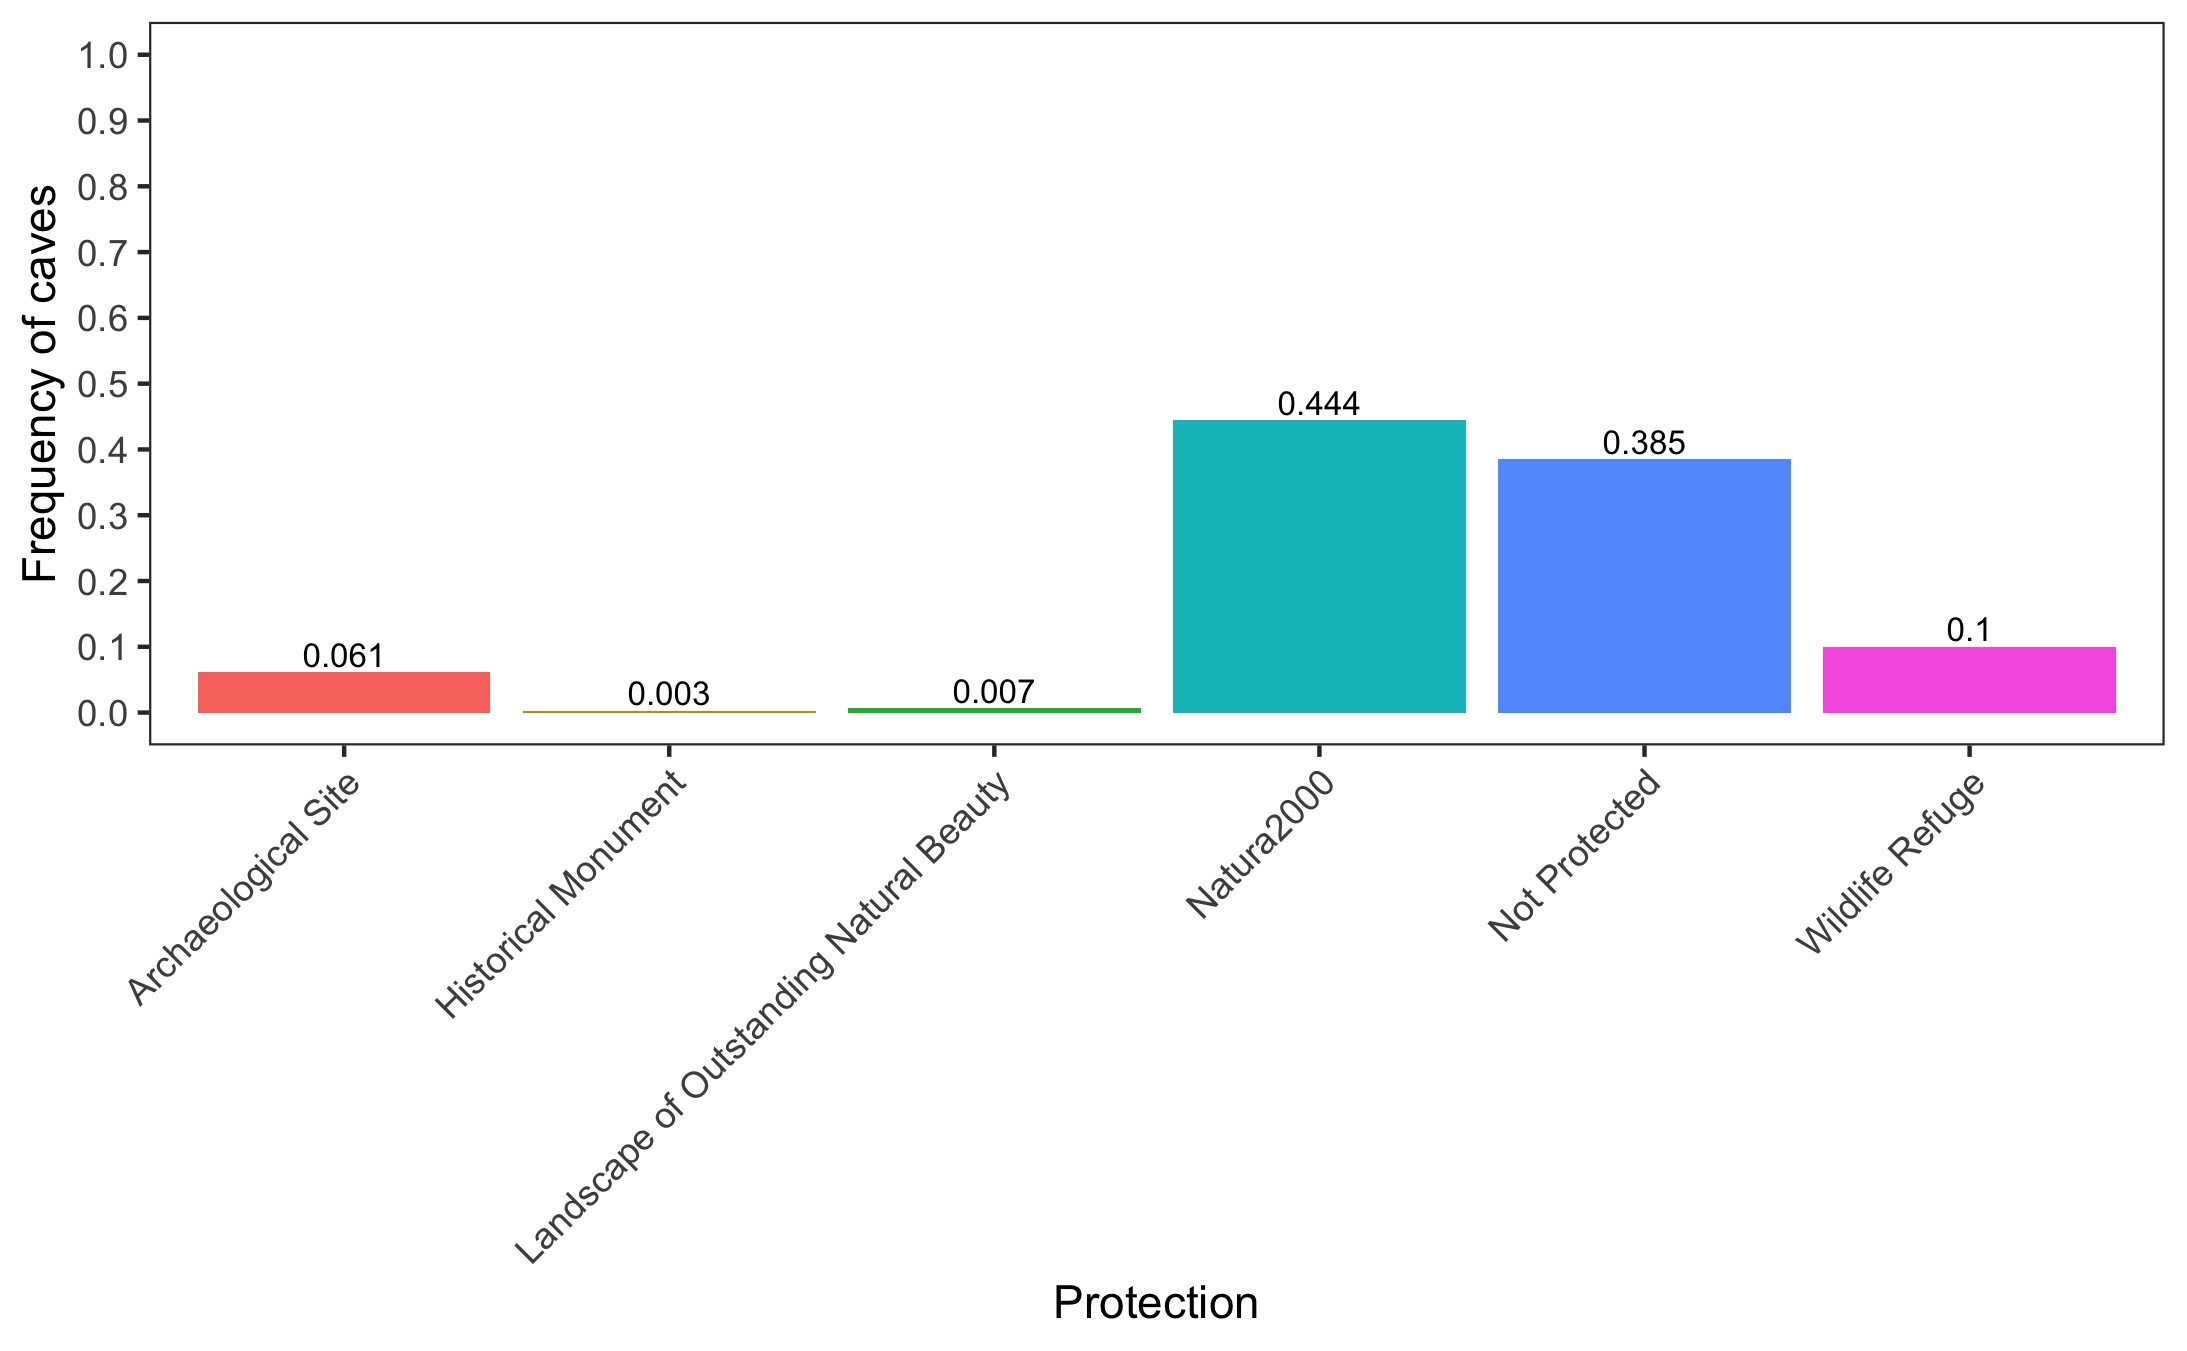 Frequency of caves
1.0
0.9
0.8
0.7
0.6
0.5
0.4
0.3
0.2
0.1
0.0
0.061
0.003
0.007
0.444
0.385
0.1
Archaeological Site
Historical Monument
Landscape of Outstanding Natural Beauty
Natura2000
Not Protected
Wildlife Refuge
Protection